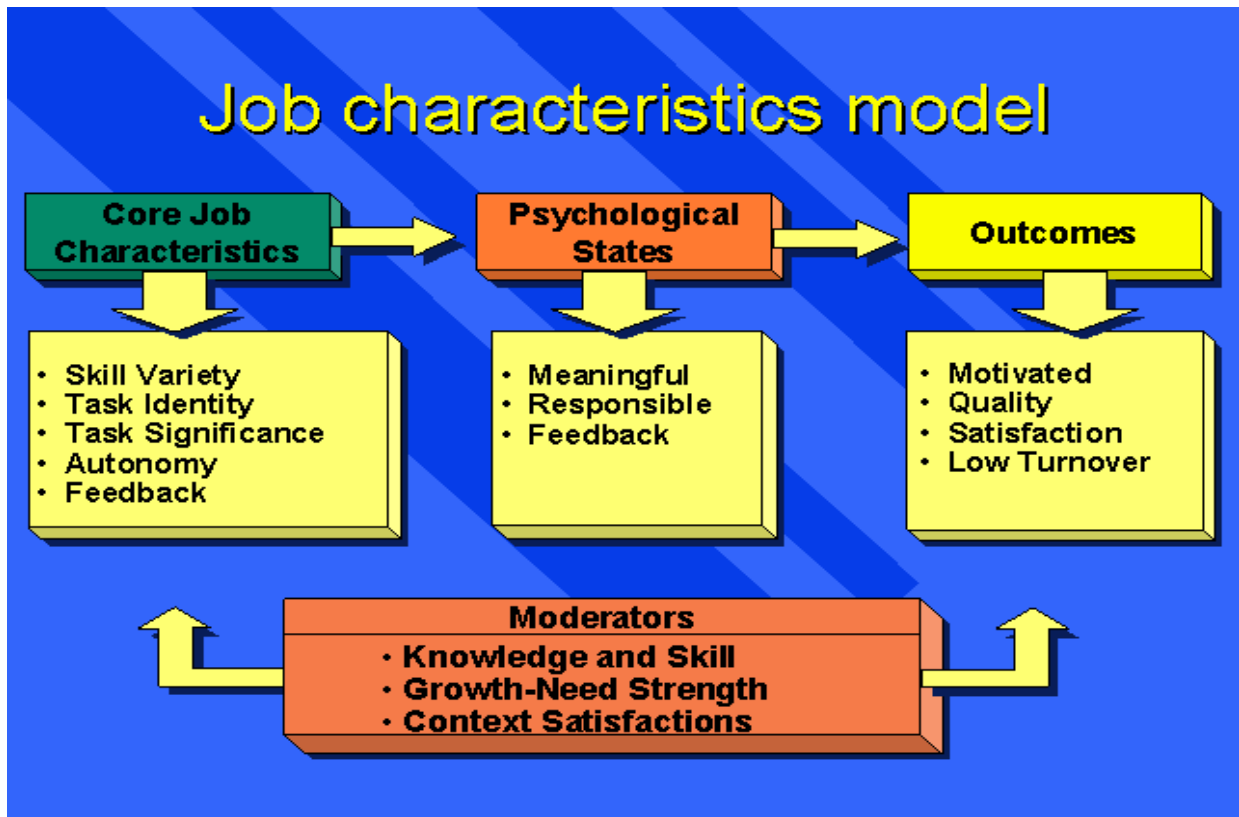 Job characteristics model
Core Job
Characteristics
Psychological
States
Outcomes
• Skill Variety
• Task Identity
• Task Significance
• Autonomy
• Feedback
• Meaningful
• Responsible
• Feedback
• Motivated
• Quality
• Satisfaction
• Low Turnover
Moderators
• Knowledge and Skill
• Growth-Need Strength
• Context Satisfactions